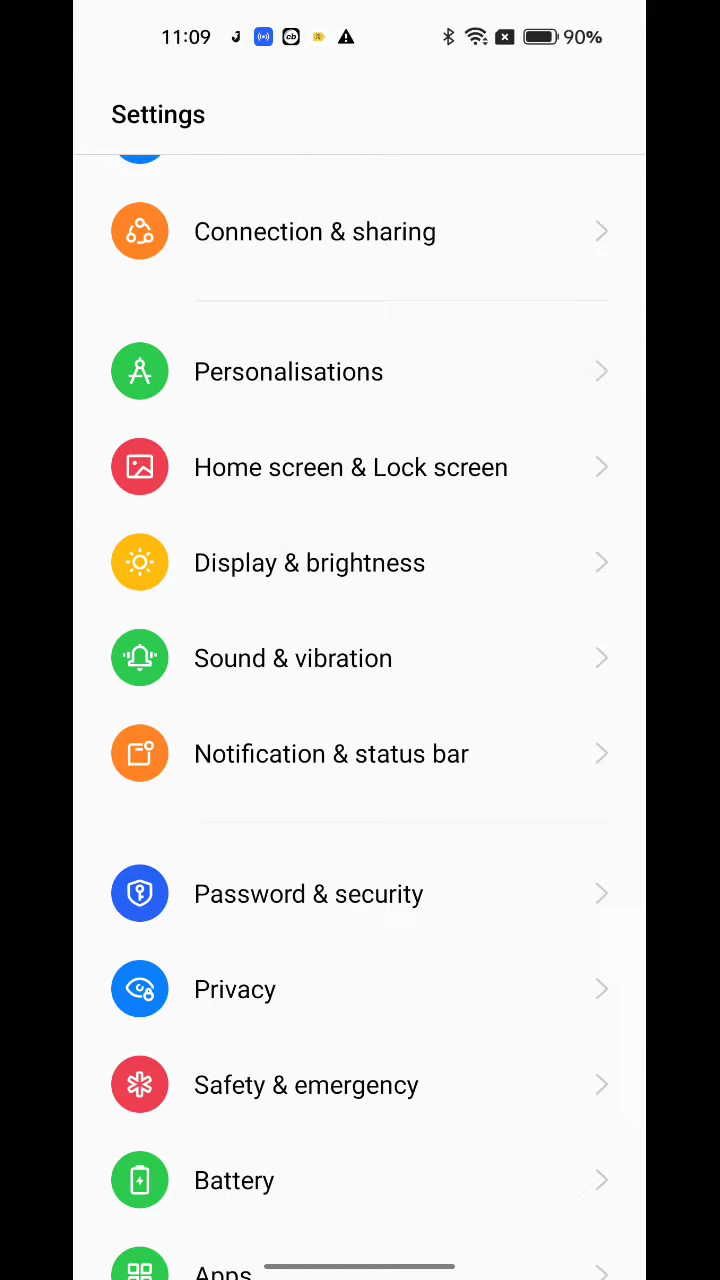 11:09
90%
Settings
Connection & sharing
Personalisations
Home screen & Lock screen
Display & brightness
Sound & vibration
Notification & status bar
Password & security
Privacy
Safety & emergency
Battery
Apps